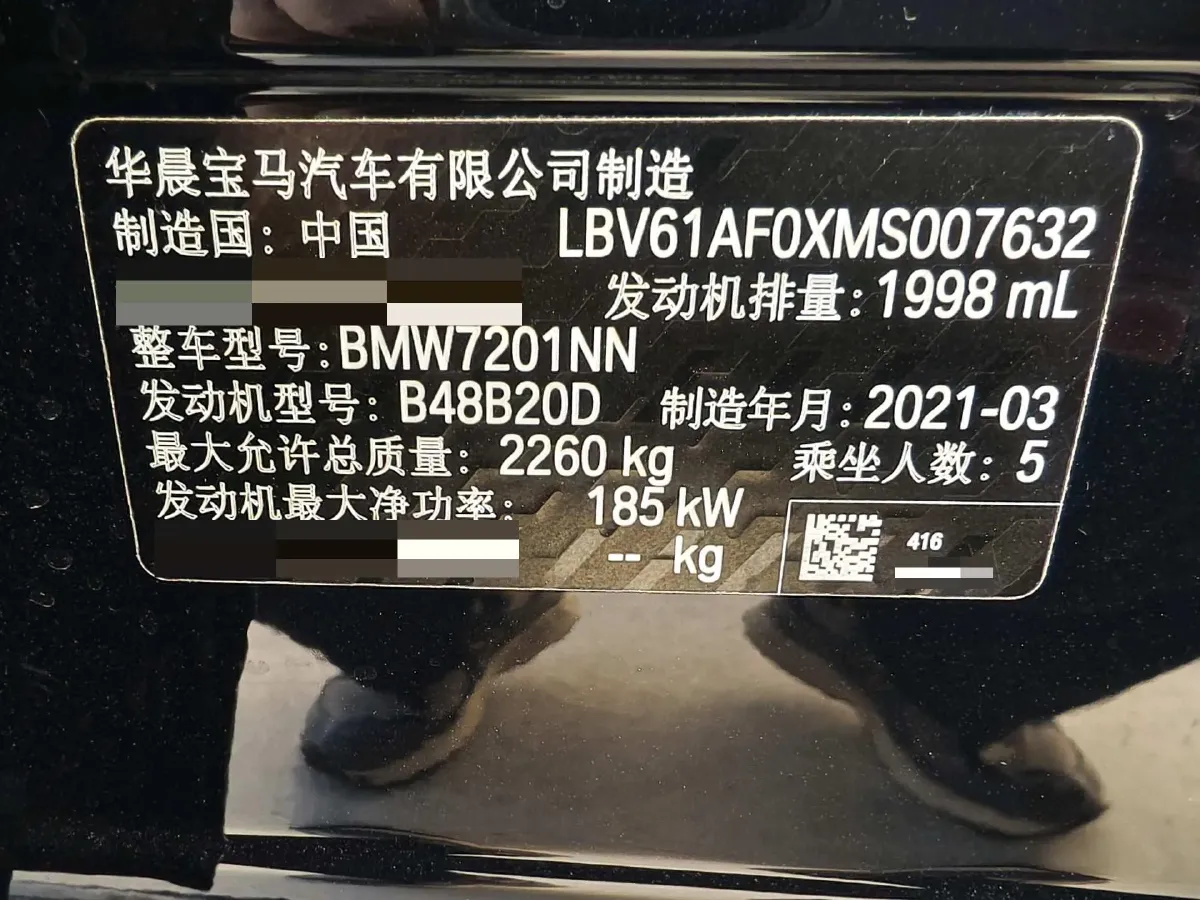 华晨宝马汽车有限公司制造
制造国：中国 LBV61AF0XMS007632
发动机排量：1998 mL
整车型号：BMW7201NN
发动机型号：B48B20D 制造年月：2021-03
最大允许总质量：2260 kg 乘坐人数：5
发动机最大净功率：185 kW
-- kg
416